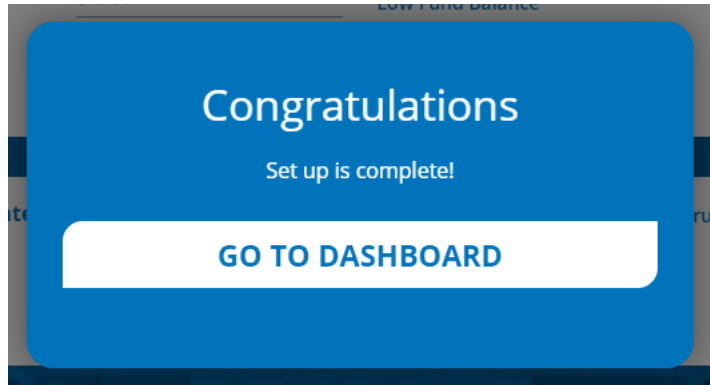 Low Fund Balance
Congratulations
Set up is complete!
GO TO DASHBOARD